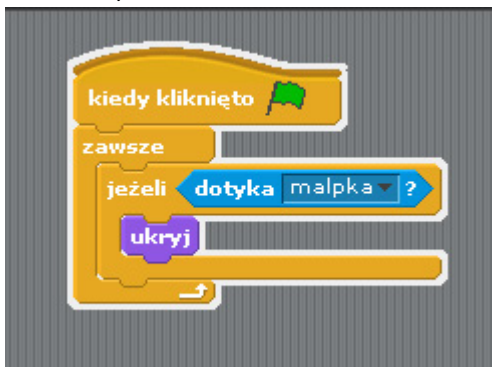 kiedy kliknięto
zawsze
jeżeli dotyka malpka ?
ukryj